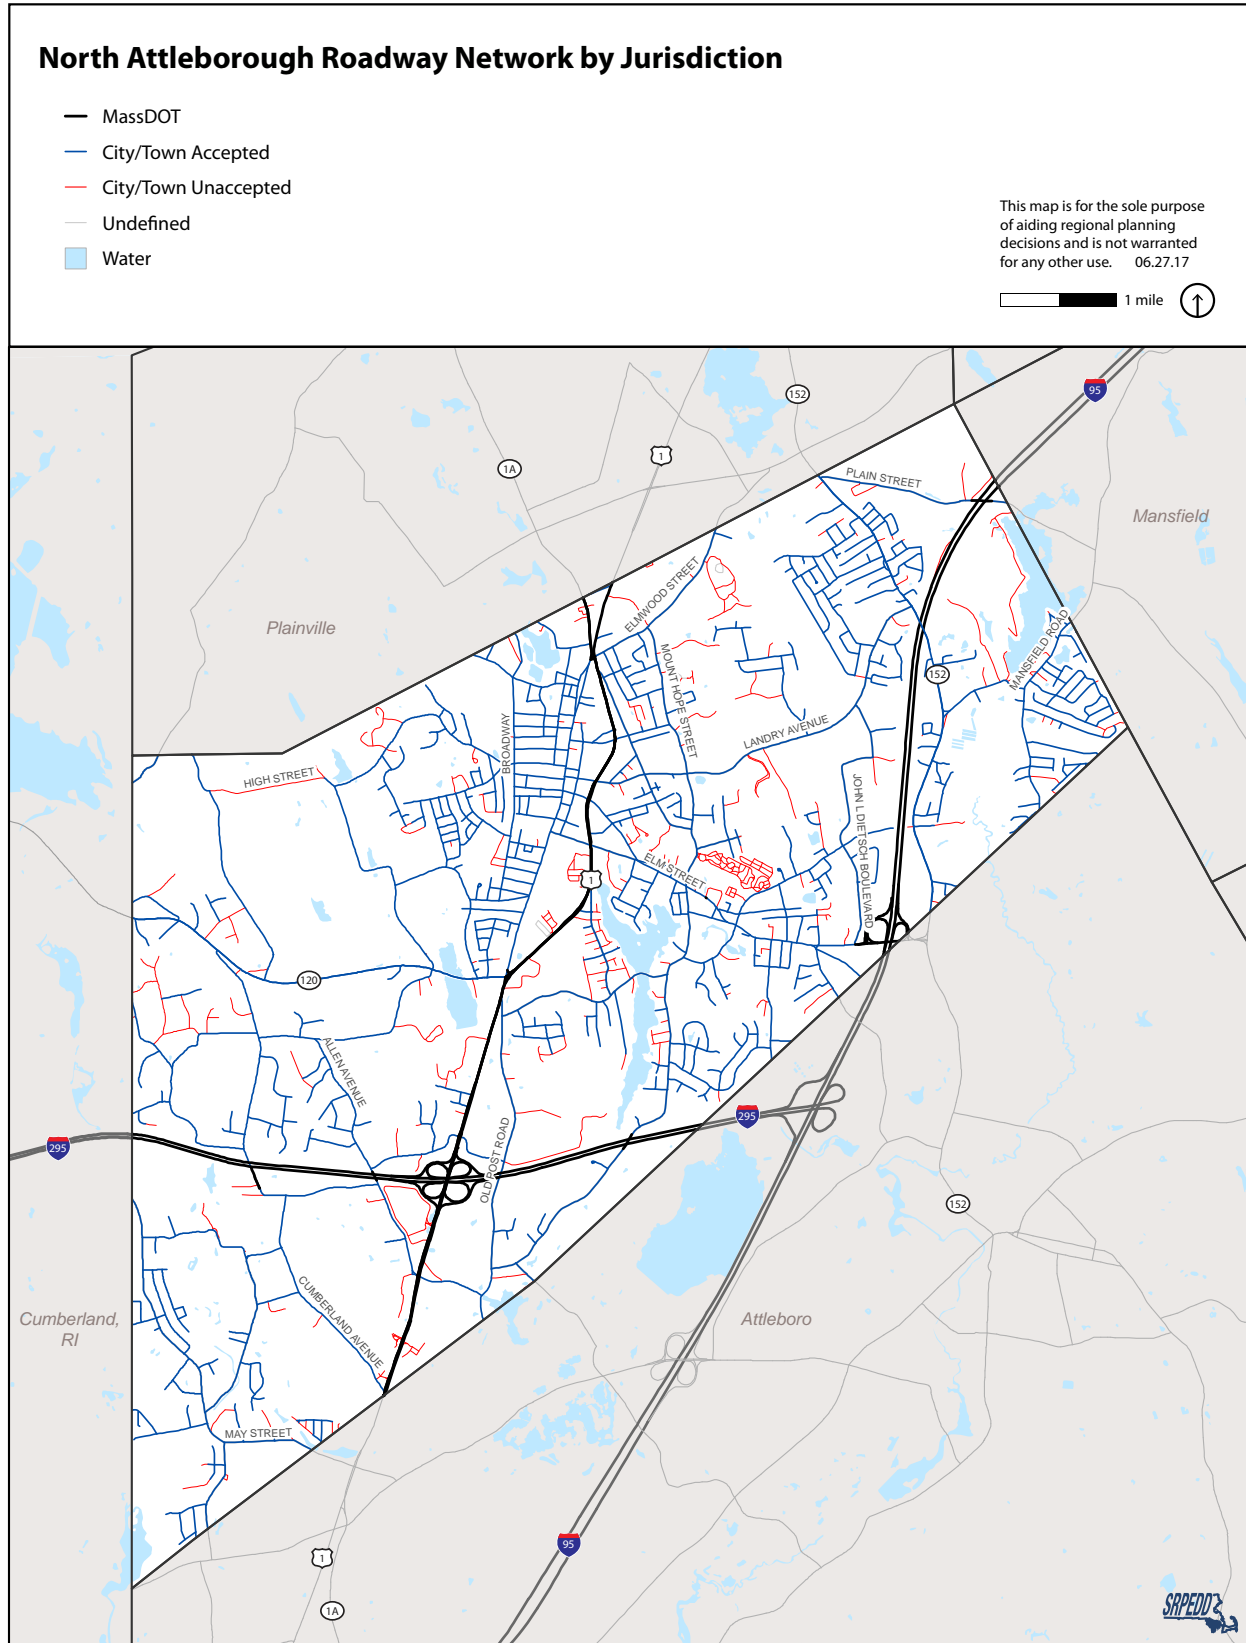 North Attleborough Roadway Network by Jurisdiction
MassDOT
City/Town Accepted
City/Town Unaccepted
Undefined
Water
This map is for the sole purpose
of aiding regional planning
decisions and is not warranted
for any other use. 06.27.17
1 mile
95
152
1
1A
PLAIN STREET
Mansfield
ELMWOOD STREET
Plainville
MANSFIELD ROAD
152
MOUNT HOPE STREET
BROADWAY
LANDRY AVENUE
HIGH STREET
JOHN L DIETSCH BOULEVARD
ELM STREET
1
120
ALLEN AVENUE
295
295
OLD POST ROAD
152
CUMBERLAND AVENUE
Cumberland,
RI
Attleboro
MAY STREET
95
1
1A
SRPEDD